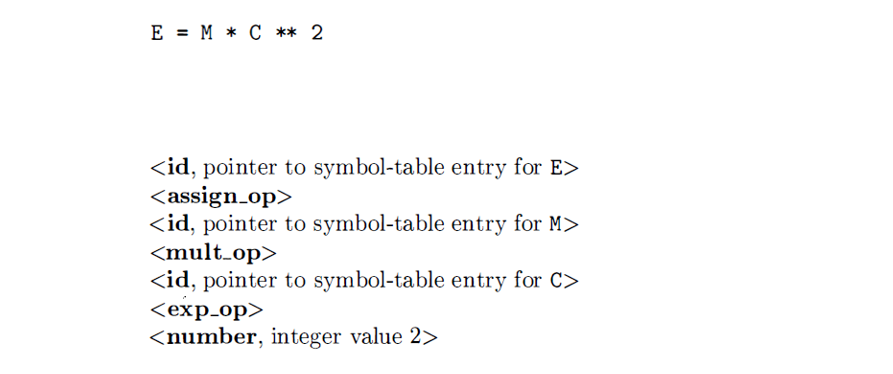 E = M * C ** 2
<id, pointer to symbol-table entry for E>
<assign_op>
<id, pointer to symbol-table entry for M>
<mult_op>
<id, pointer to symbol-table entry for C>
<exp_op>
<number, integer value 2>